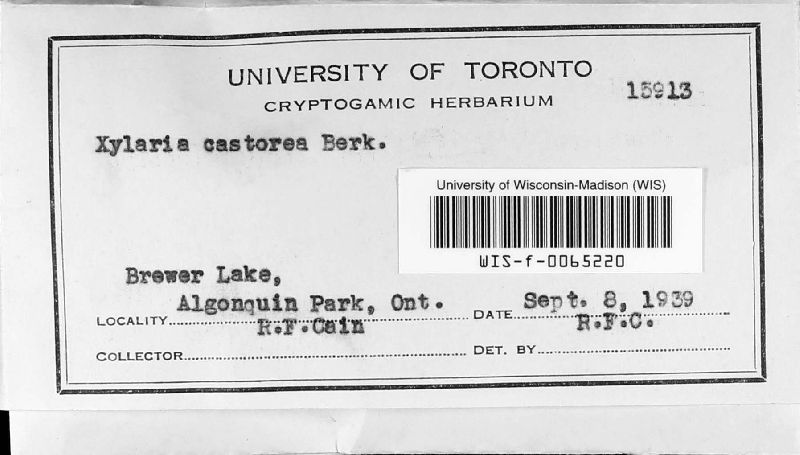 UNIVERSITY OF TORONTO
CRYPTOGAMIC HERBARIUM
15913
Xylaria castorea Berk.
University of Wisconsin-Madison (WIS)
WIS-f-0065220
Brewer Lake,
Algonquin Park, Ont.
LOCALITY
DATE Sept. 8, 1939
R.F.Cain
R.F.C.
COLLECTOR
DET. BY